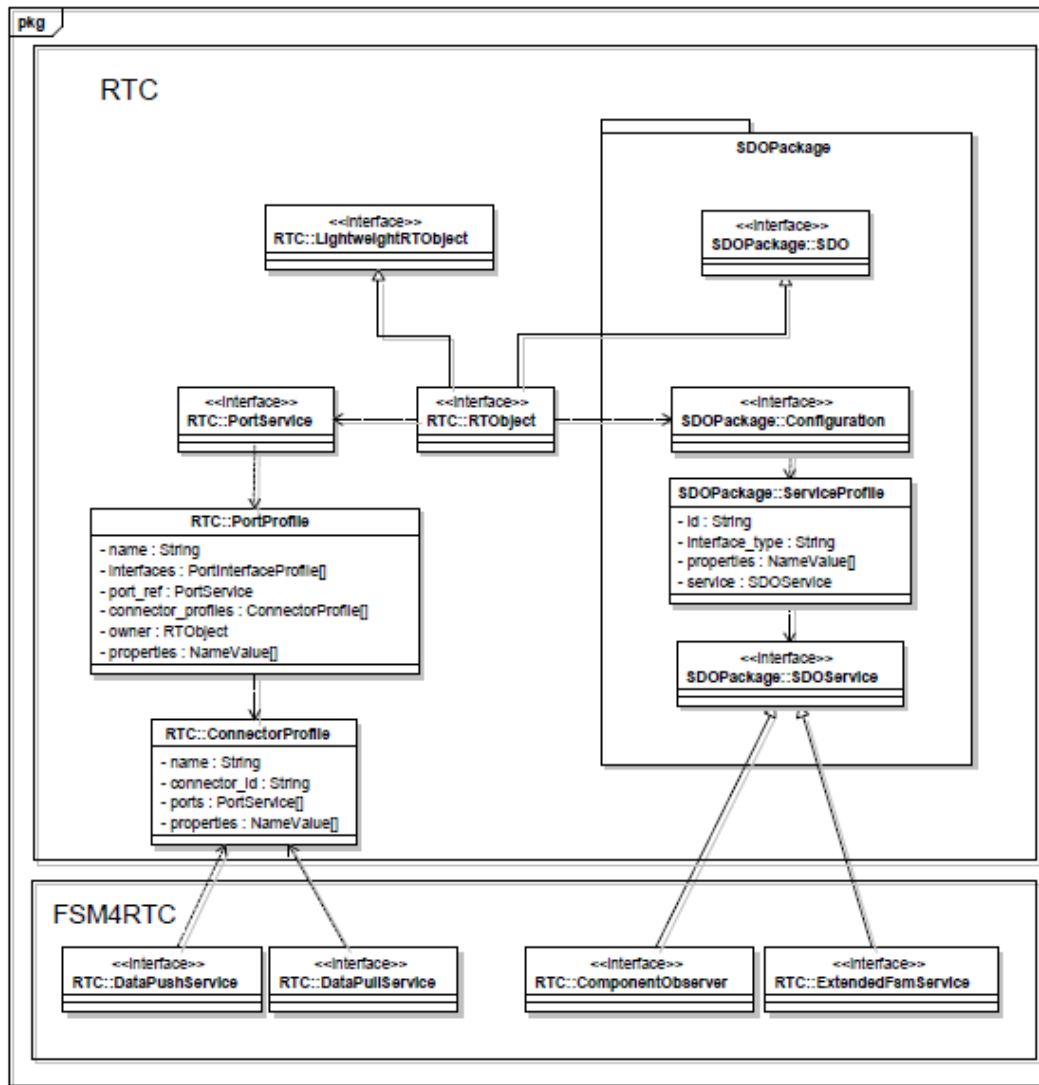 pkg
RTC
SDOPackage
<<Interface>>
RTC::LightweightRTObject
<<Interface>>
SDOPackage::SDO
<<Interface>>
RTC::PortService
<<Interface>>
RTC::RTObject
<<Interface>>
SDOPackage::Configuration
RTC::PortProfile
- name : String
- interfaces : PortInterfaceProfile[]
- port_ref : PortService
- connector_profiles : ConnectorProfile[]
- owner : RTObject
- properties : NameValue[]
SDOPackage::ServiceProfile
- id : String
- interface_type : String
- properties : NameValue[]
- service : SDOService
<<Interface>>
SDOPackage::SDOService
RTC::ConnectorProfile
- name : String
- connector_id : String
- ports : PortService[]
- properties : NameValue[]
FSM4RTC
<<Interface>>
RTC::DataPushService
<<Interface>>
RTC::DataPullService
<<Interface>>
RTC::ComponentObserver
<<Interface>>
RTC::ExtendedFsmService